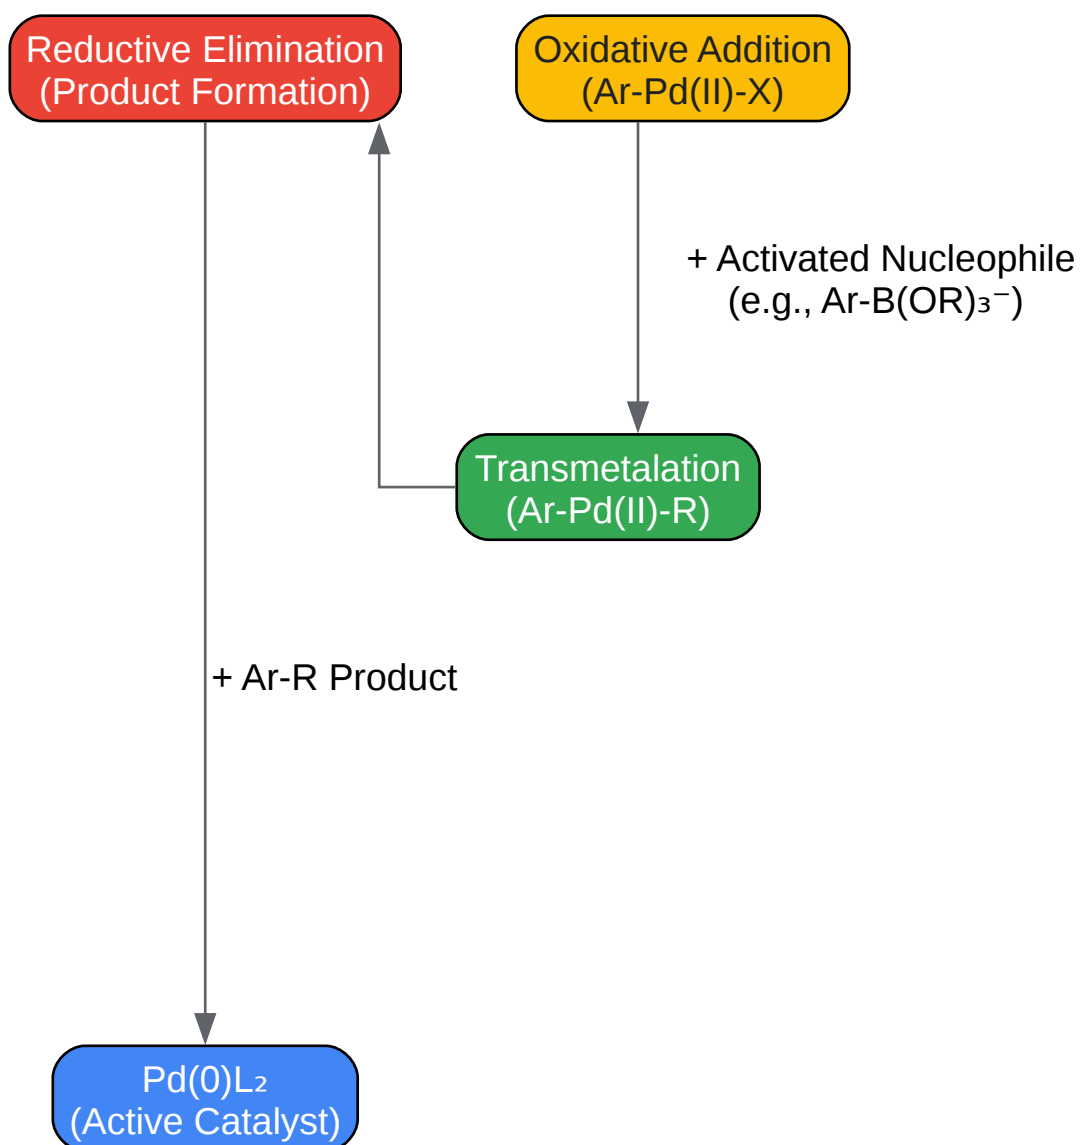 Reductive Elimination
(Product Formation)
Oxidative Addition
(Ar-Pd(II)-X)
+ Activated Nucleophile
(e.g., Ar-B(OR)₃⁻)
Transmetalation
(Ar-Pd(II)-R)
+ Ar-R Product
Pd(0)L₂
(Active Catalyst)